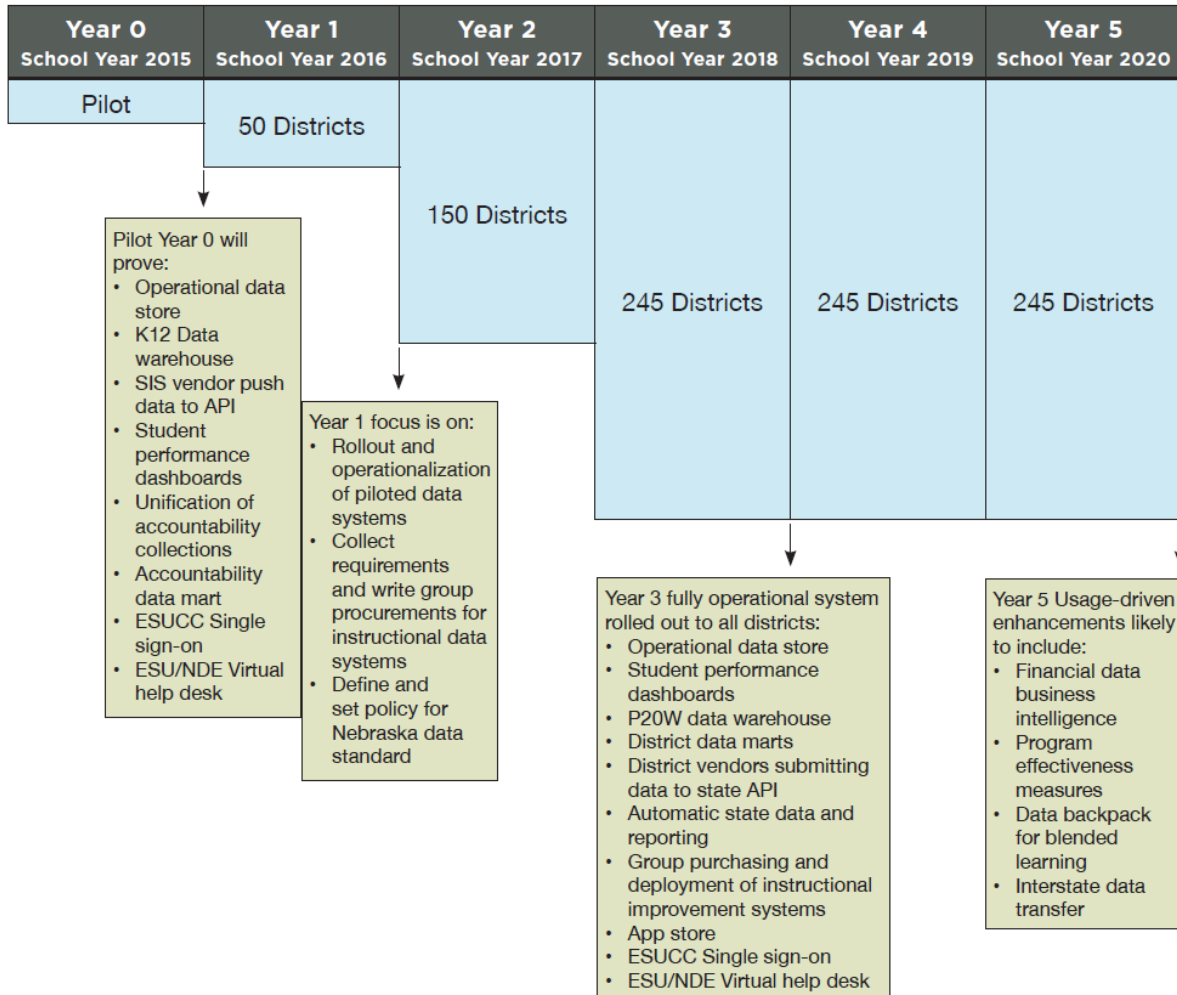 Year 0
School Year 2015
Year 1
School Year 2016
Year 2
School Year 2017
Year 3
School Year 2018
Year 4
School Year 2019
Year 5
School Year 2020
Pilot
50 Districts
150 Districts
245 Districts
245 Districts
245 Districts
Pilot Year 0 will
prove:
• Operational data
store
• K12 Data
warehouse
• SIS vendor push
data to API
• Student
performance
dashboards
• Unification of
accountability
collections
• Accountability
data mart
• ESUCC Single
sign-on
• ESU/NDE Virtual
help desk
Year 1 focus is on:
• Rollout and
operationalization
of piloted data
systems
• Collect
requirements
and write group
procurements for
instructional data
systems
• Define and
set policy for
Nebraska data
standard
Year 3 fully operational system
rolled out to all districts:
• Operational data store
• Student performance
dashboards
• P20W data warehouse
• District data marts
• District vendors submitting
data to state API
• Automatic state data and
reporting
• Group purchasing and
deployment of instructional
improvement systems
• App store
• ESUCC Single sign-on
• ESU/NDE Virtual help desk
Year 5 Usage-driven
enhancements likely
to include:
• Financial data
business
intelligence
• Program
effectiveness
measures
• Data backpack
for blended
learning
• Interstate data
transfer